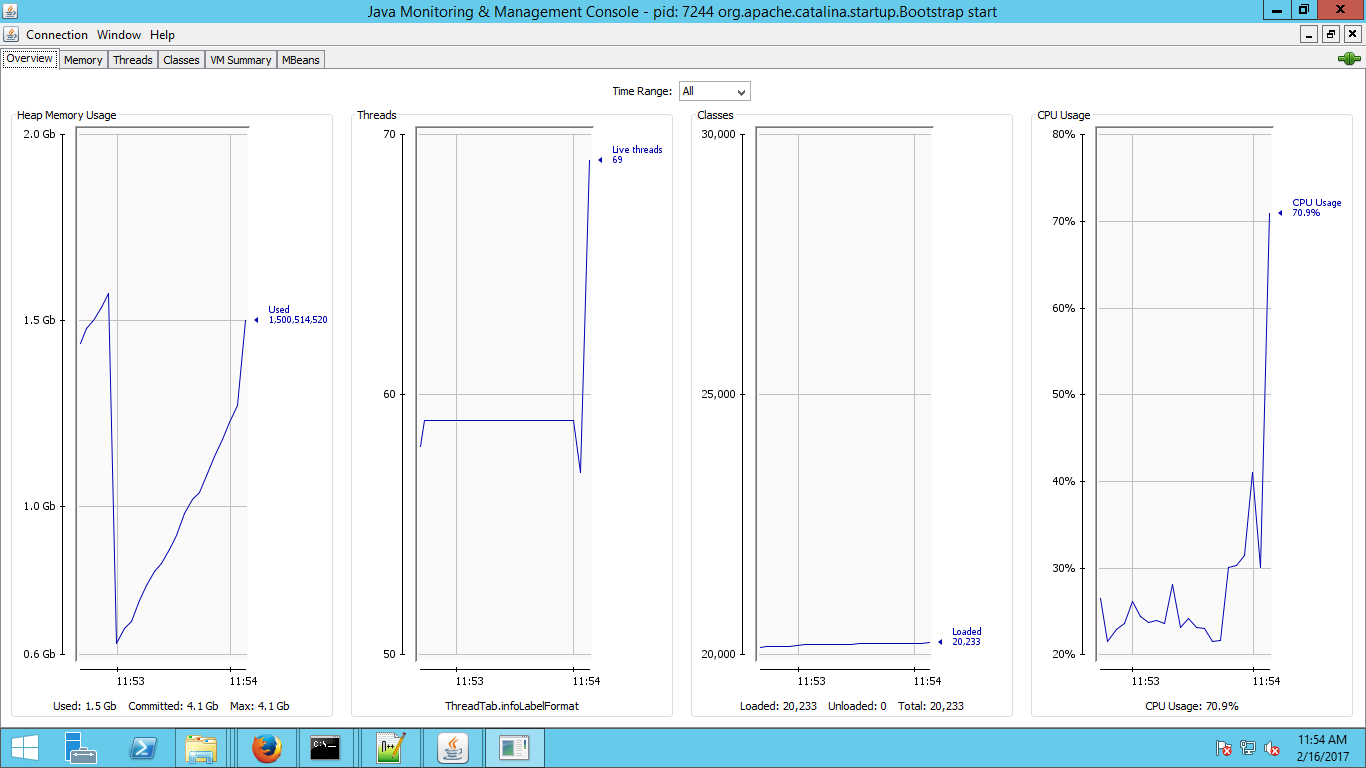 Java Monitoring & Management Console - pid: 7244 org.apache.catalina.startup.Bootstrap start
Connection Window Help
Overview Memory Threads Classes VM Summary MBeans
Time Range: All
Heap Memory Usage
2.0 Gb
1.5 Gb
1.0 Gb
0.6 Gb
Used
1,500,514,520
11:53 11:54
Used: 1.5 Gb Committed: 4.1 Gb Max: 4.1 Gb
Threads
70
60
50
Live threads
69
11:53 11:54
ThreadTab.infoLabelFormat
Classes
30,000
25,000
20,000
Loaded
20,233
11:53 11:54
Loaded: 20,233 Unloaded: 0 Total: 20,233
CPU Usage
80%
70%
60%
50%
40%
30%
20%
CPU Usage
70.9%
11:53 11:54
CPU Usage: 70.9%
C:\
11:54 AM
2/16/2017